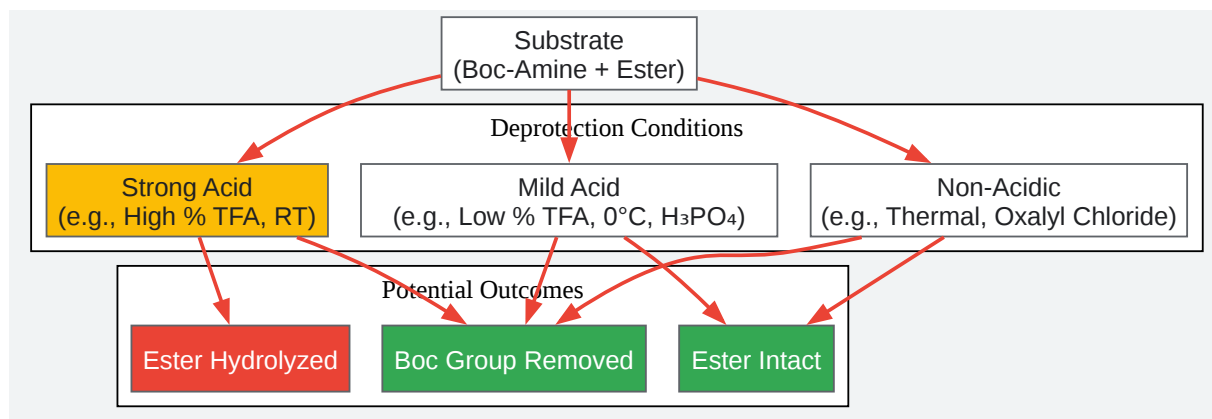 Substrate
(Boc-Amine + Ester)
Deprotection Conditions
Strong Acid
(e.g., High % TFA, RT)
Mild Acid
(e.g., Low % TFA, 0°C, H₃PO₄)
Non-Acidic
(e.g., Thermal, Oxalyl Chloride)
Potential Outcomes
Ester Hydrolyzed
Boc Group Removed
Ester Intact